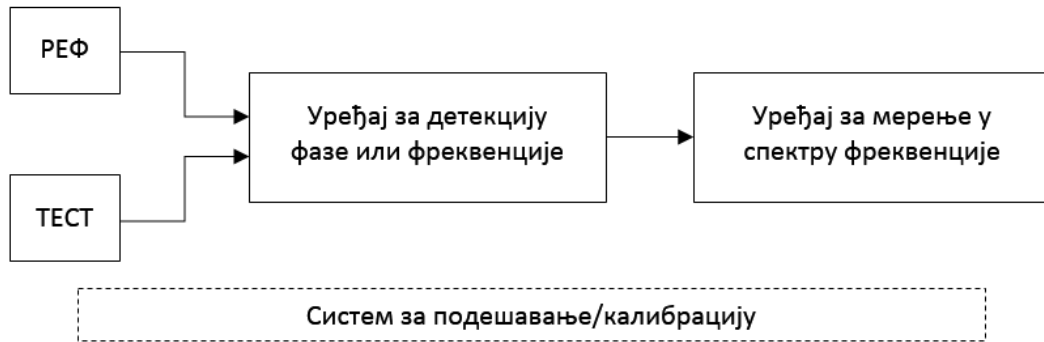 РЕФ
Уређај за детекцију
фазе или фреквенције
Уређај за мерење у
спектру фреквенције
ТЕСТ
Систем за подешавање/калибрацију